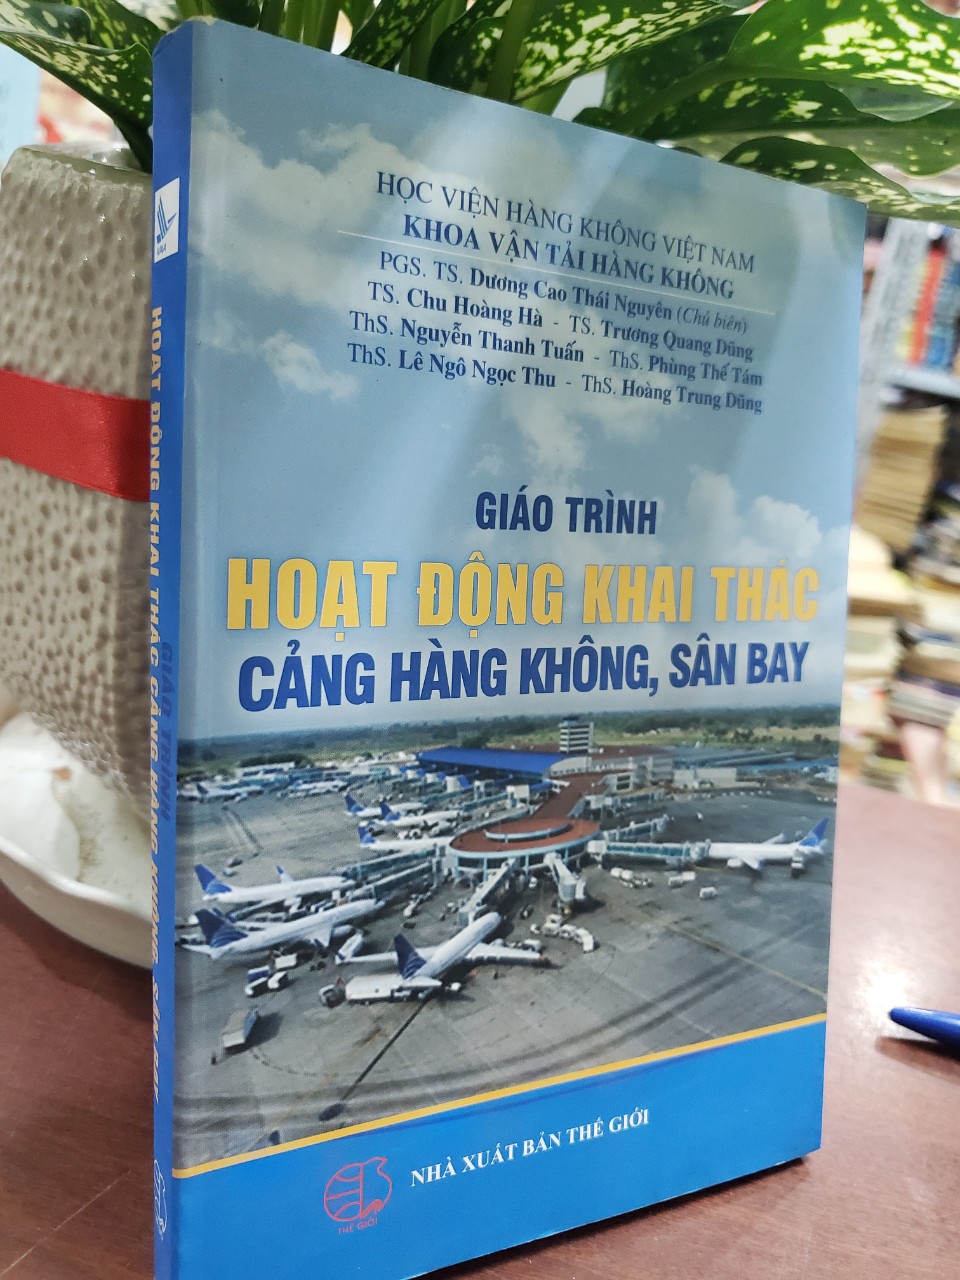 HỌC VIỆN HÀNG KHÔNG VIỆT NAM
KHOA VẬN TẢI HÀNG KHÔNG
PGS. TS. Dương Cao Thái Nguyên (Chủ biên)
TS. Chu Hoàng Hà - TS. Trương Quang Dũng
ThS. Nguyễn Thanh Tuấn - ThS. Phùng Thế Tám
ThS. Lê Ngô Ngọc Thu - ThS. Hoàng Trung Dũng
GIÁO TRÌNH
HOẠT ĐỘNG KHAI THÁC
CẢNG HÀNG KHÔNG, SÂN BAY
NHÀ XUẤT BẢN THẾ GIỚI
THẾ GIỚI
VAA
GIÁO TRÌNH
HOẠT ĐỘNG KHAI THÁC CẢNG HÀNG KHÔNG, SÂN BAY